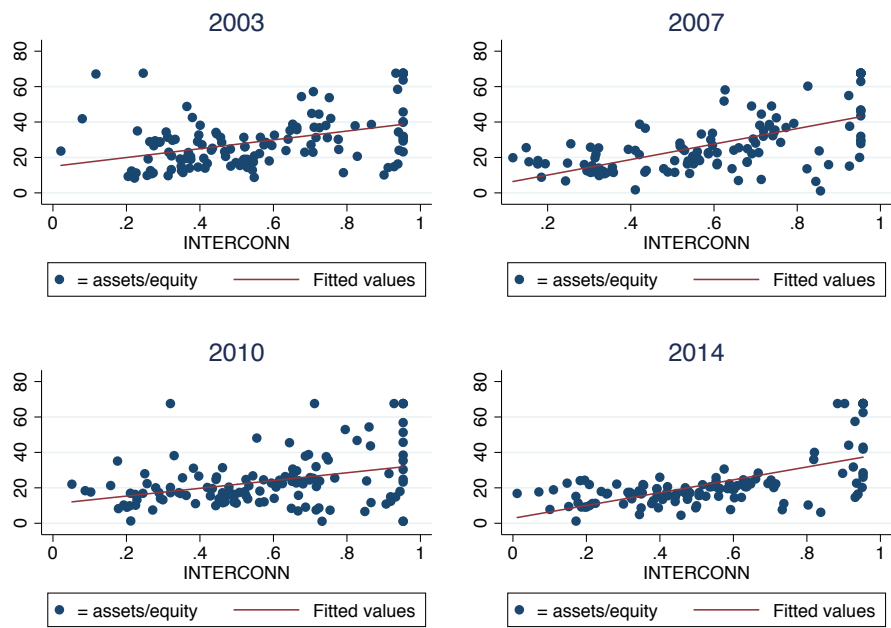 2003
80
60
40
20
0
0 .2 .4 .6 .8 1
INTERCONN
= assets/equity Fitted values
2007
80
60
40
20
0
.2 .4 .6 .8 1
INTERCONN
= assets/equity Fitted values
2010
80
60
40
20
0
0 .2 .4 .6 .8 1
INTERCONN
= assets/equity Fitted values
2014
80
60
40
20
0
0 .2 .4 .6 .8 1
INTERCONN
= assets/equity Fitted values